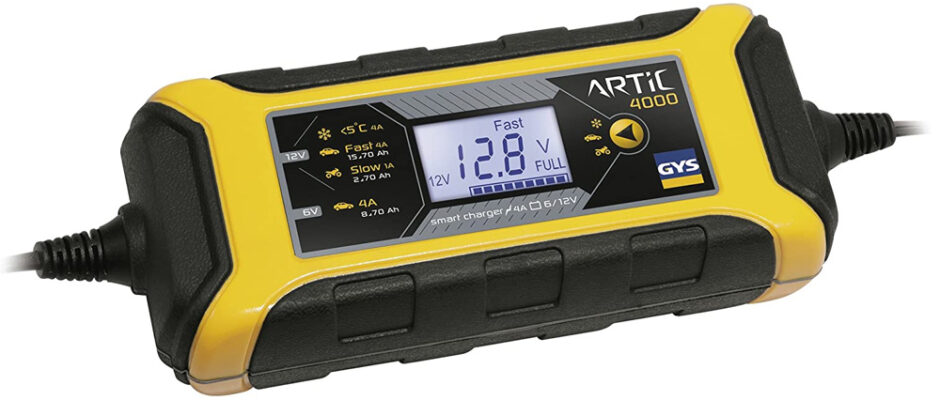 ARTiC
4000
<5°C 4A
12V
Fast 4A
15.70 Ah
Slow 1A
2.70 Ah
6V
4A
8.70 Ah
Fast
12V 12.8 V
FULL
smart charger 4A 6/12V
GYS